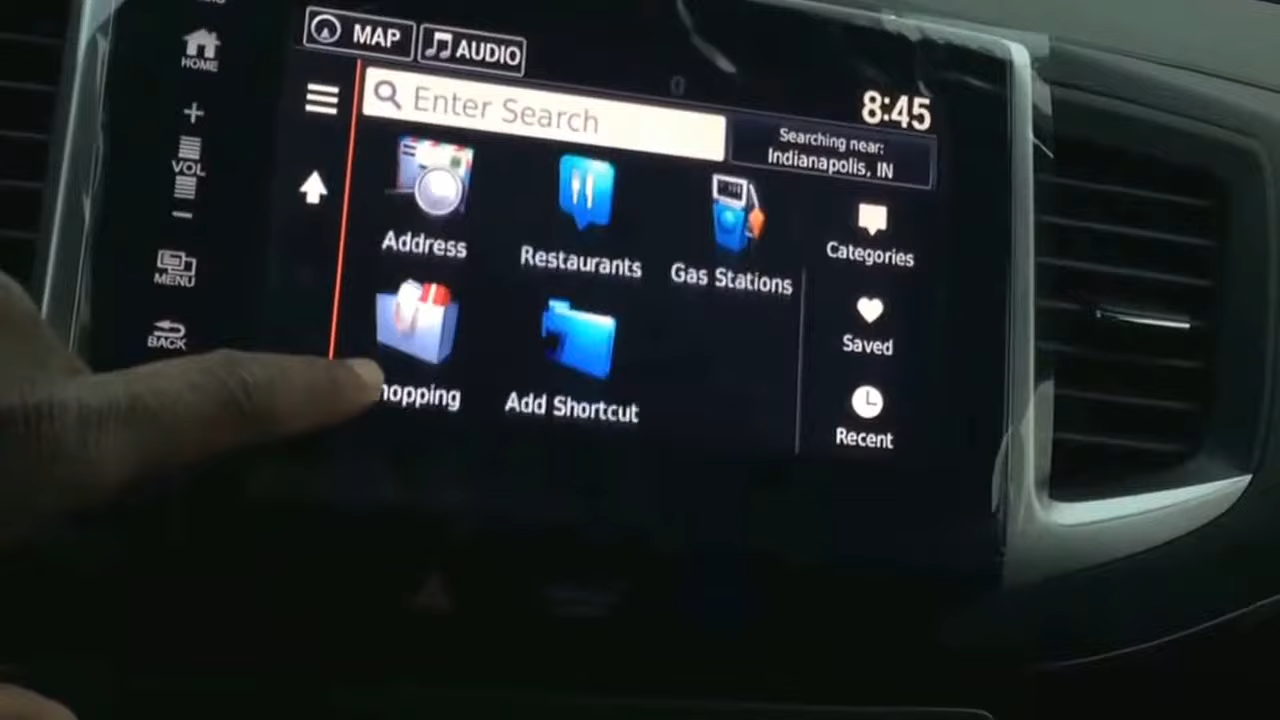 MAP
AUDIO
HOME
Enter Search
8:45
Searching near:
Indianapolis, IN
+
VOL
-
Address
Restaurants
Gas Stations
Categories
MENU
Saved
BACK
hopping
Add Shortcut
Recent